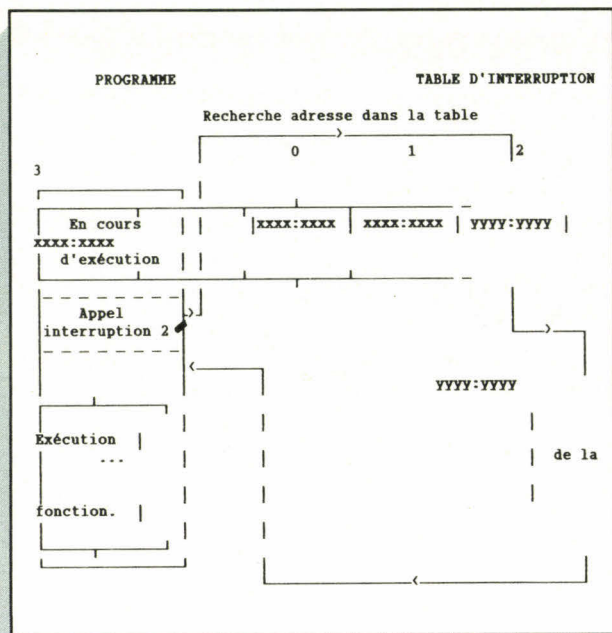 PROGRAMME TABLE D'INTERRUPTION
Recherche adresse dans la table
0 1 2
3
En cours xxxx:xxxx xxxx:xxxx yyyy:yyyy
xxxx:xxxx
d'exécution
Appel
interruption 2
yyyy:yyyy
Exécution de la
...
fonction.